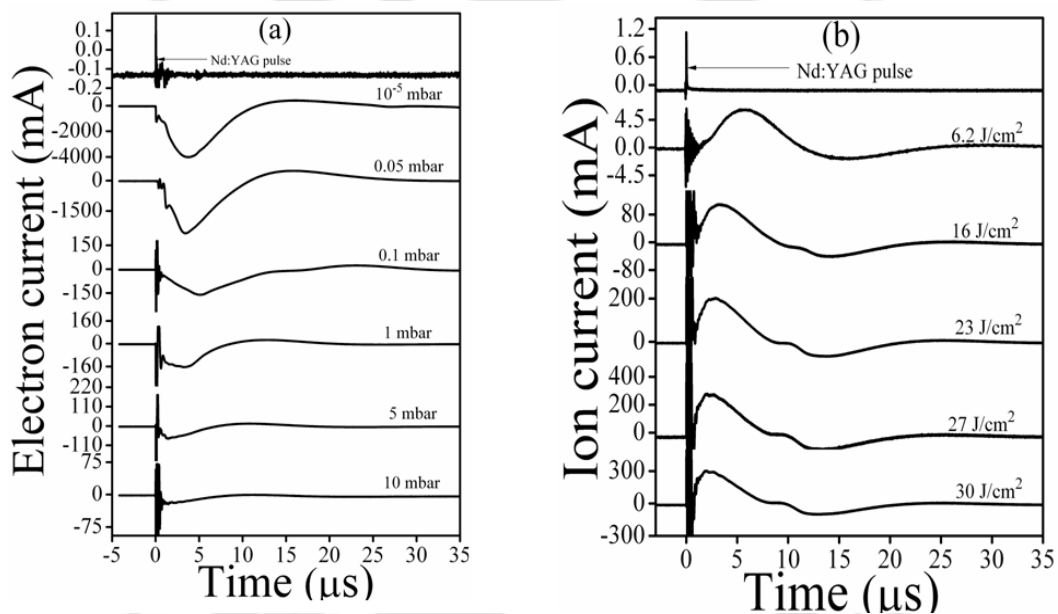 (a)
Electron current (mA)
0.1
0.0
-0.1
-0.2
Nd:YAG pulse
0
-2000
-4000
10⁻⁵ mbar
0
-1500
0.05 mbar
150
0
-150
0.1 mbar
160
0
-160
1 mbar
220
110
0
-110
5 mbar
75
0
-75
10 mbar
-5 0 5 10 15 20 25 30 35
Time (μs)
(b)
Ion current (mA)
1.2
0.6
0.0
Nd:YAG pulse
4.5
0.0
-4.5
6.2 J/cm²
80
0
-80
16 J/cm²
200
0
23 J/cm²
400
200
0
27 J/cm²
300
0
-300
30 J/cm²
0 5 10 15 20 25 30 35
Time (μs)